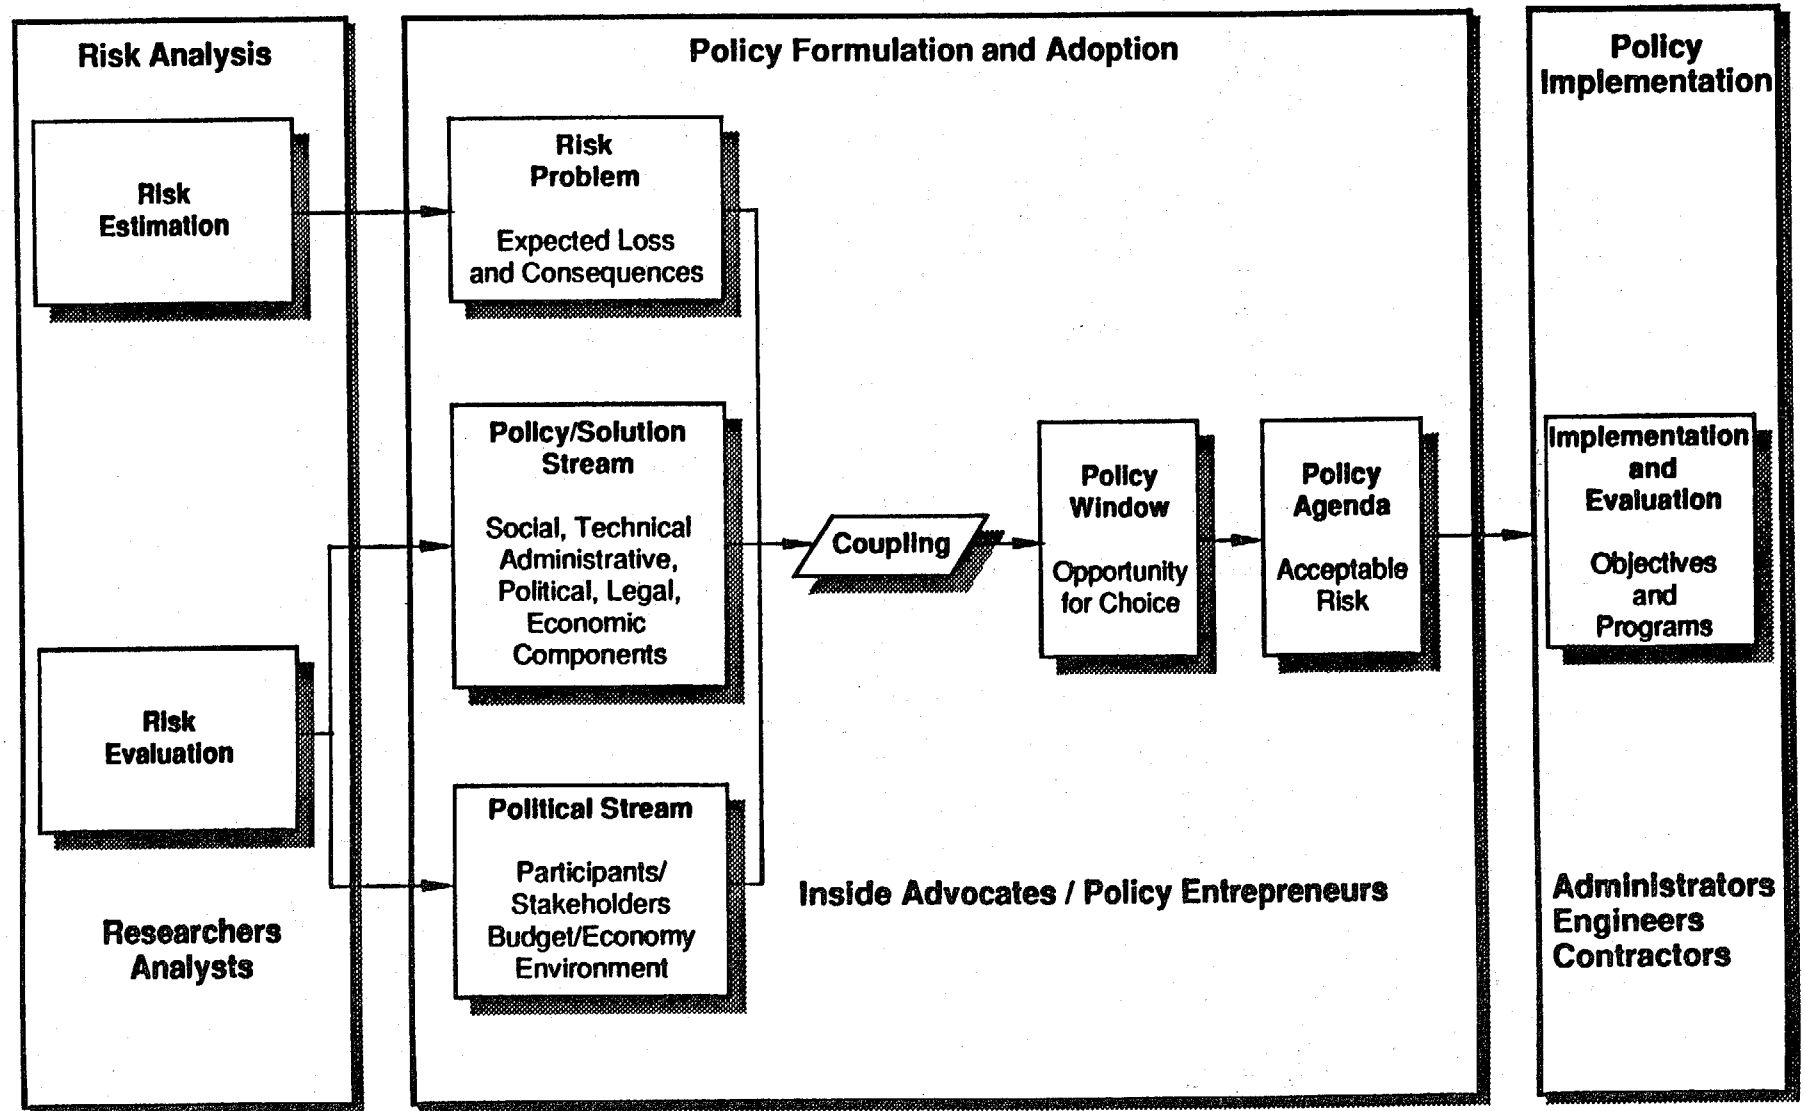 Risk Analysis
Risk
Estimation
Risk
Evaluation
Researchers
Analysts
Policy Formulation and Adoption
Risk
Problem
Expected Loss
and Consequences
Policy/Solution
Stream
Social, Technical
Administrative,
Political, Legal,
Economic
Components
Political Stream
Participants/
Stakeholders
Budget/Economy
Environment
Coupling
Policy
Window
Opportunity
for Choice
Policy
Agenda
Acceptable
Risk
Inside Advocates / Policy Entrepreneurs
Policy
Implementation
Implementation
and
Evaluation
Objectives
and
Programs
Administrators
Engineers
Contractors